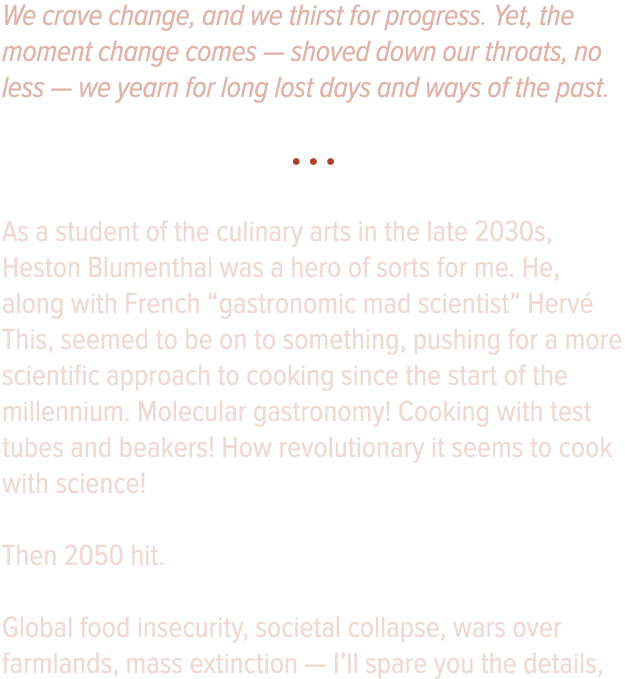 We crave change, and we thirst for progress. Yet, the
moment change comes — shoved down our throats, no
less — we yearn for long lost days and ways of the past.
• • •
As a student of the culinary arts in the late 2030s,
Heston Blumenthal was a hero of sorts for me. He,
along with French “gastronomic mad scientist” Hervé
This, seemed to be on to something, pushing for a more
scientific approach to cooking since the start of the
millennium. Molecular gastronomy! Cooking with test
tubes and beakers! How revolutionary it seems to cook
with science!
Then 2050 hit.
Global food insecurity, societal collapse, wars over
farmlands, mass extinction — I’ll spare you the details,